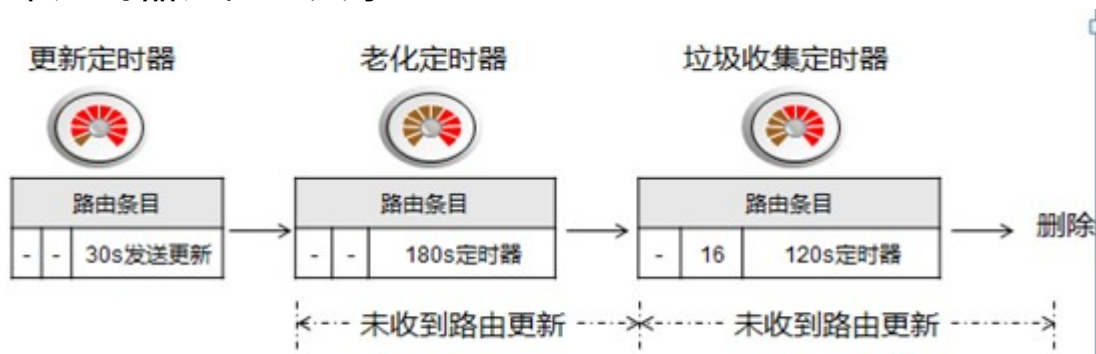 更新定时器 老化定时器 垃圾收集定时器
路由条目 路由条目 路由条目
- - 30s发送更新 - - 180s定时器 - 16 120s定时器 删除
未收到路由更新 未收到路由更新